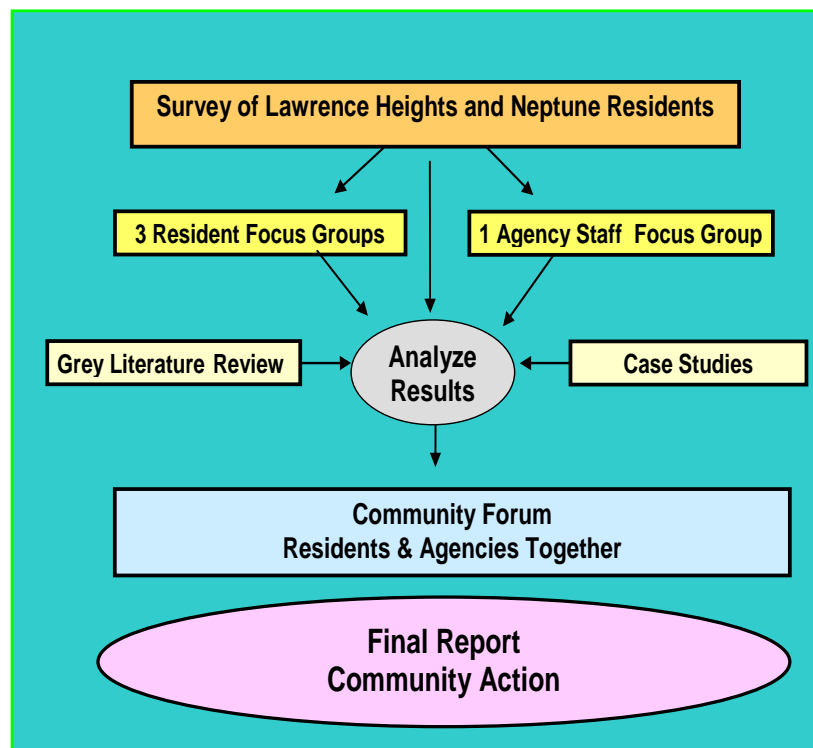 Survey of Lawrence Heights and Neptune Residents
3 Resident Focus Groups
1 Agency Staff Focus Group
Grey Literature Review
Analyze
Results
Case Studies
Community Forum
Residents & Agencies Together
Final Report
Community Action